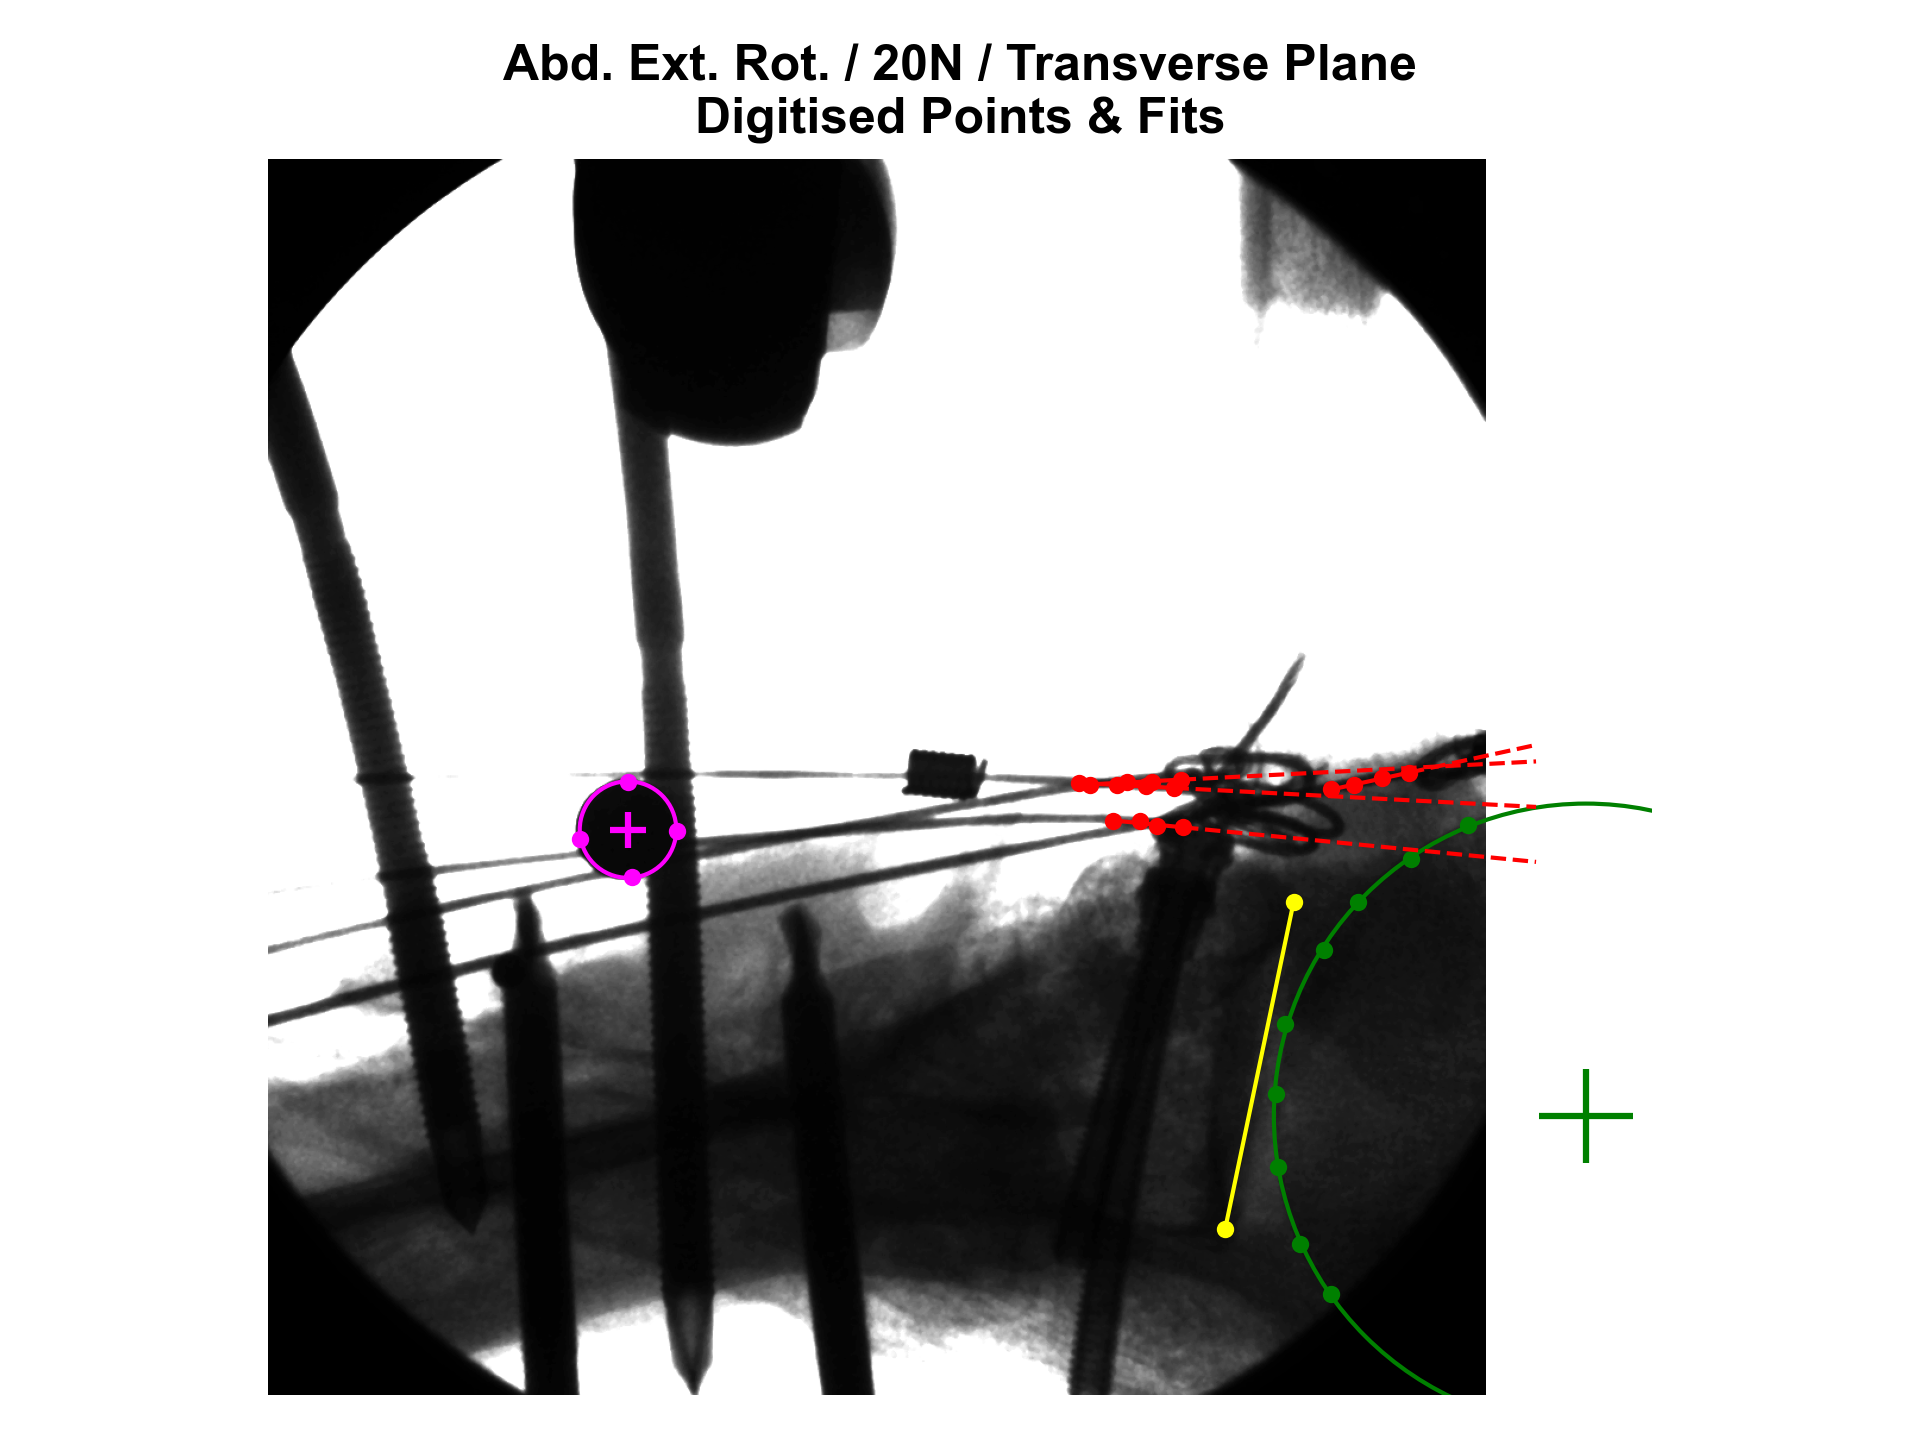 Abd. Ext. Rot. / 20N / Transverse Plane
Digitised Points & Fits